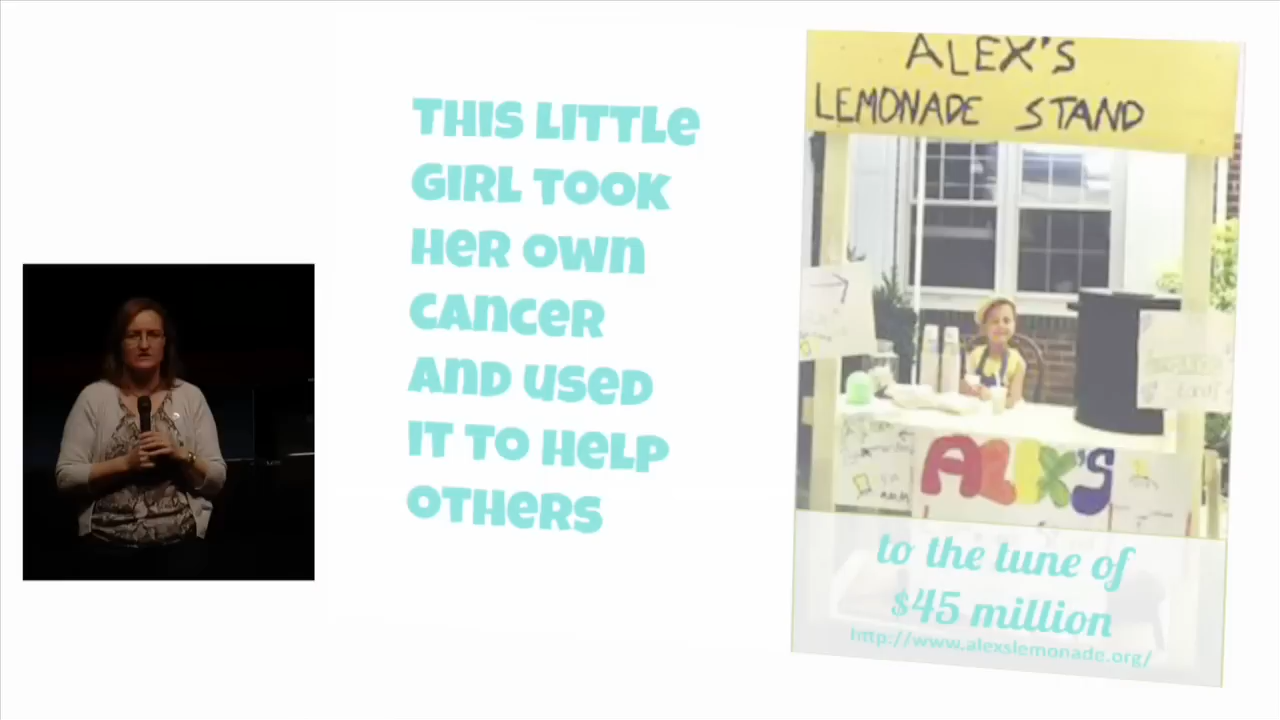 THIS LITTLE
GIRL TOOK
HER OWN
CANCER
AND USED
IT TO HELP
OTHERS
ALEX'S
LEMONADE STAND
ALEX'S
to the tune of
$45 million
http://www.alexslemonade.org/